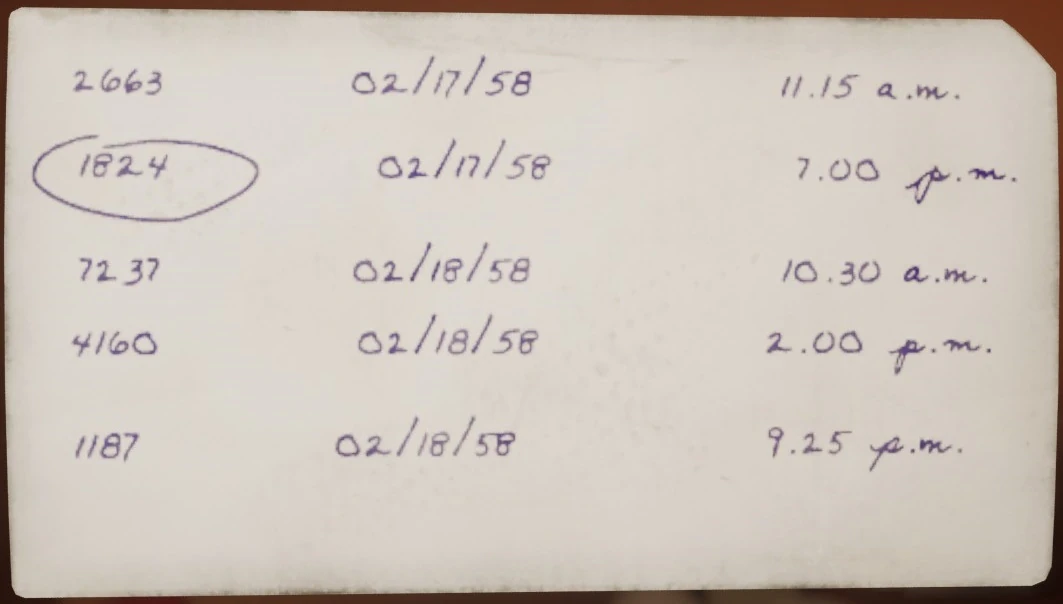 2663 02/17/58 11.15 a.m.
1824 02/17/58 7.00 p.m.
7237 02/18/58 10.30 a.m.
4160 02/18/58 2.00 p.m.
1187 02/18/58 9.25 p.m.